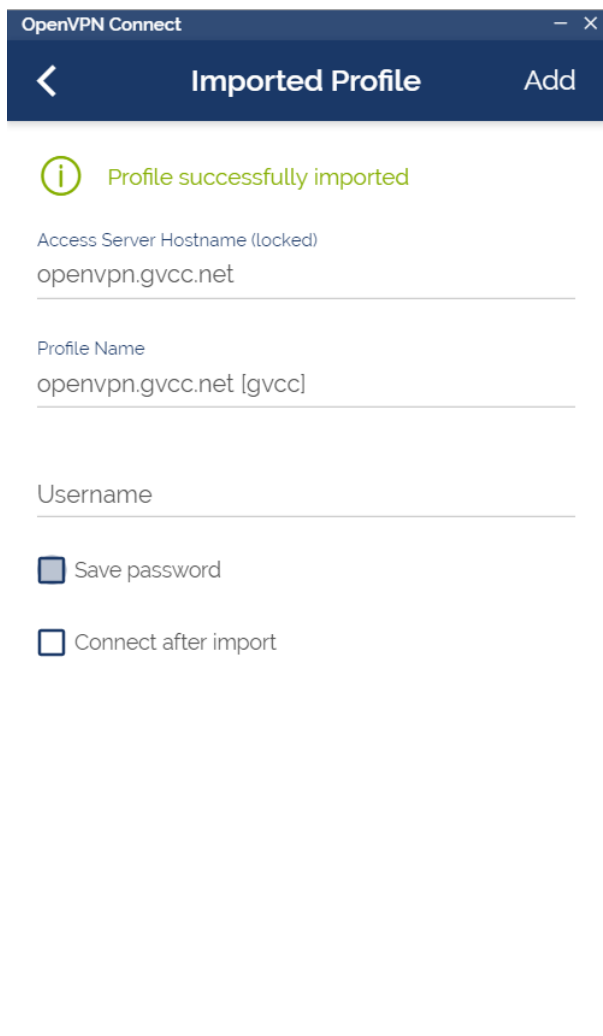 OpenVPN Connect
Imported Profile Add
Profile successfully imported
Access Server Hostname (locked)
openvpn.gvcc.net
Profile Name
openvpn.gvcc.net [gvcc]
Username
Save password
Connect after import